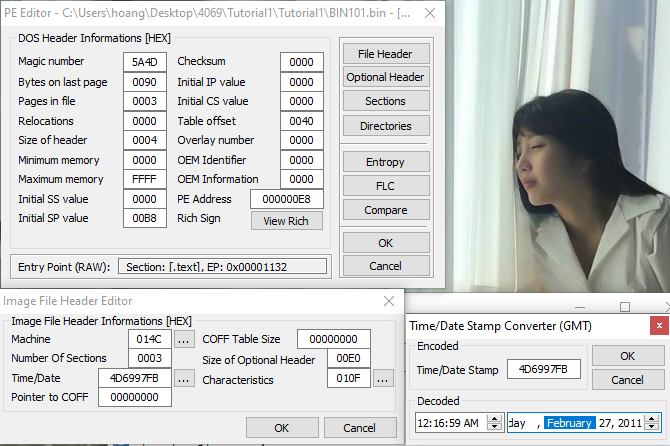 PE Editor - C:\Users\hoang\Desktop\4069\Tutorial1\Tutorial1\BIN101.bin - [...
DOS Header Informations [HEX]
Magic number 5A4D Checksum 0000
Bytes on last page 0090 Initial IP value 0000
Pages in file 0003 Initial CS value 0000
Relocations 0000 Table offset 0040
Size of header 0004 Overlay number 0000
Minimum memory 0000 OEM Identifier 0000
Maximum memory FFFF OEM Information 0000
Initial SS value 0000 PE Address 000000E8
Initial SP value 00B8 Rich Sign View Rich
Entry Point (RAW): Section: [.text], EP: 0x00001132
File Header
Optional Header
Sections
Directories
Entropy
FLC
Compare
OK
Cancel
Image File Header Editor
Image File Header Informations [HEX]
Machine 014C ... COFF Table Size 00000000
Number Of Sections 0003 Size of Optional Header 00E0
Time/Date 4D6997FB ... Characteristics 010F ...
Pointer to COFF 00000000
OK Cancel
Time/Date Stamp Converter (GMT) x
Encoded
Time/Date Stamp 4D6997FB
OK
Cancel
Decoded
12:16:59 AM day , February 27, 2011